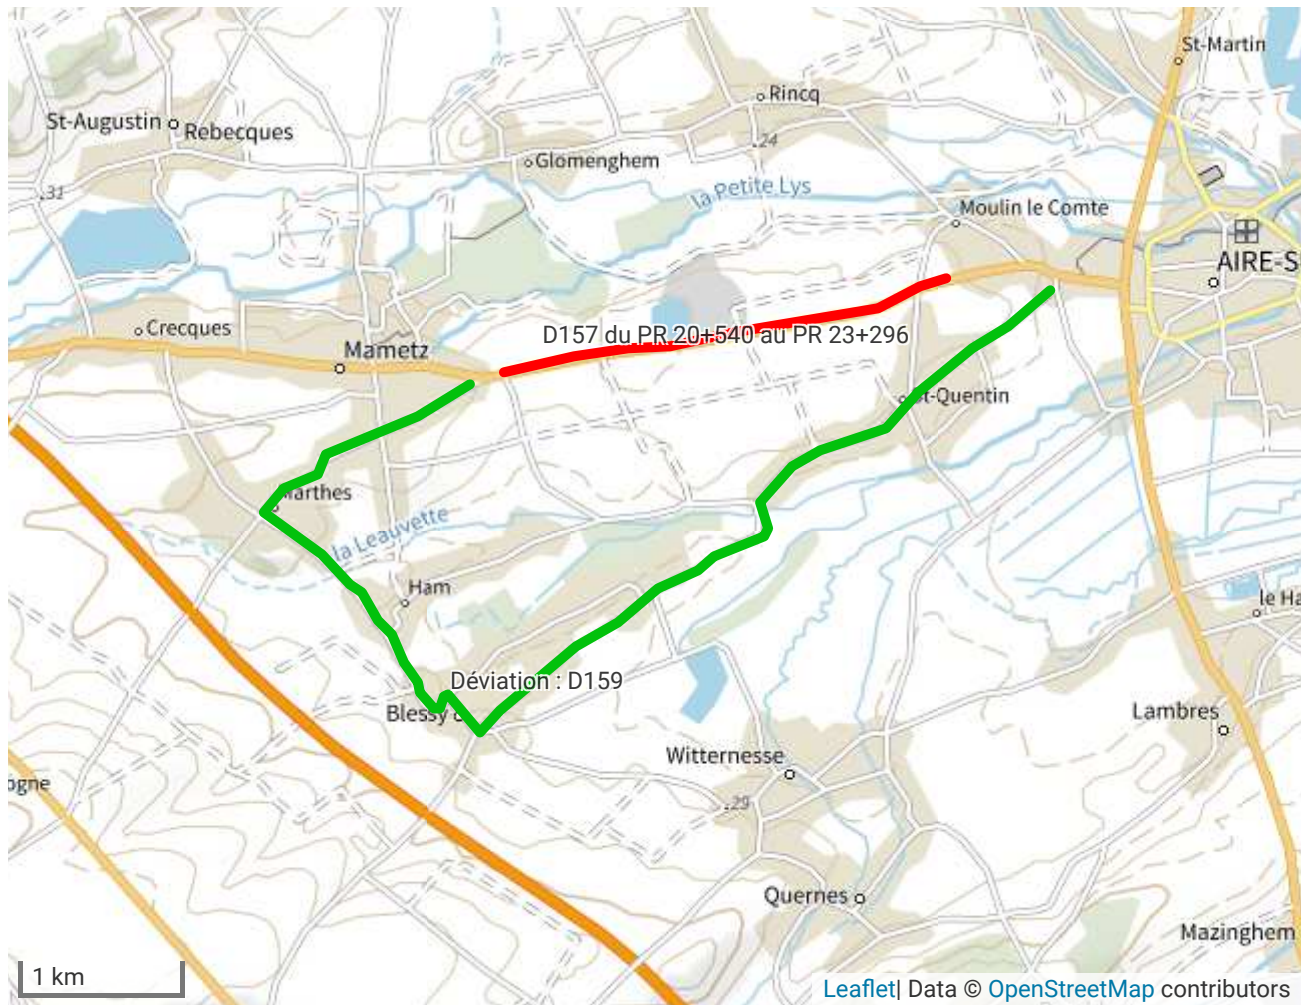 St-Martin
Rincq
St-Augustin
Rebecques
24
Glomenghem
31
la Petite Lys
Moulin le Comte
AIRE-S
Crecques
D157 du PR 20+540 au PR 23+296
Mametz
St-Quentin
Marthes
la Leauvette
Ham
le Ha
Déviation : D159
Blessy
Lambres
Witternesse
ogne
29
Quernes
Mazinghem
1 km
Leaflet | Data © OpenStreetMap contributors